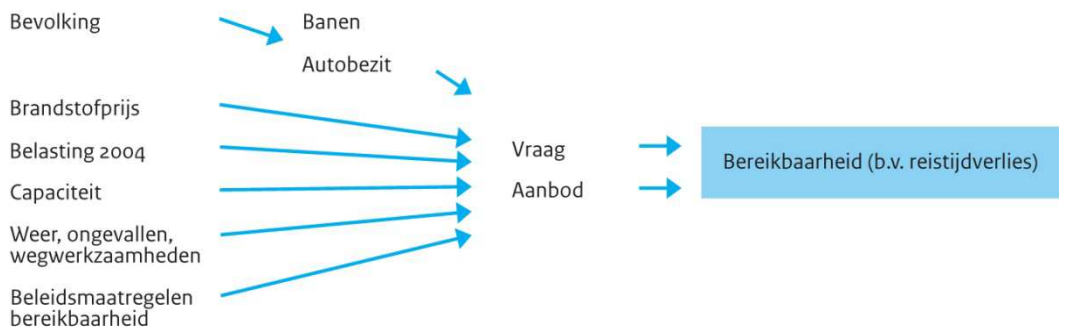 Bevolking
Banen
Autobezit
Brandstofprijs
Belasting 2004
Capaciteit
Weer, ongevallen,
wegwerkzaamheden
Beleidsmaatregelen
bereikbaarheid
Vraag
Aanbod
Bereikbaarheid (b.v. reistijdverlies)